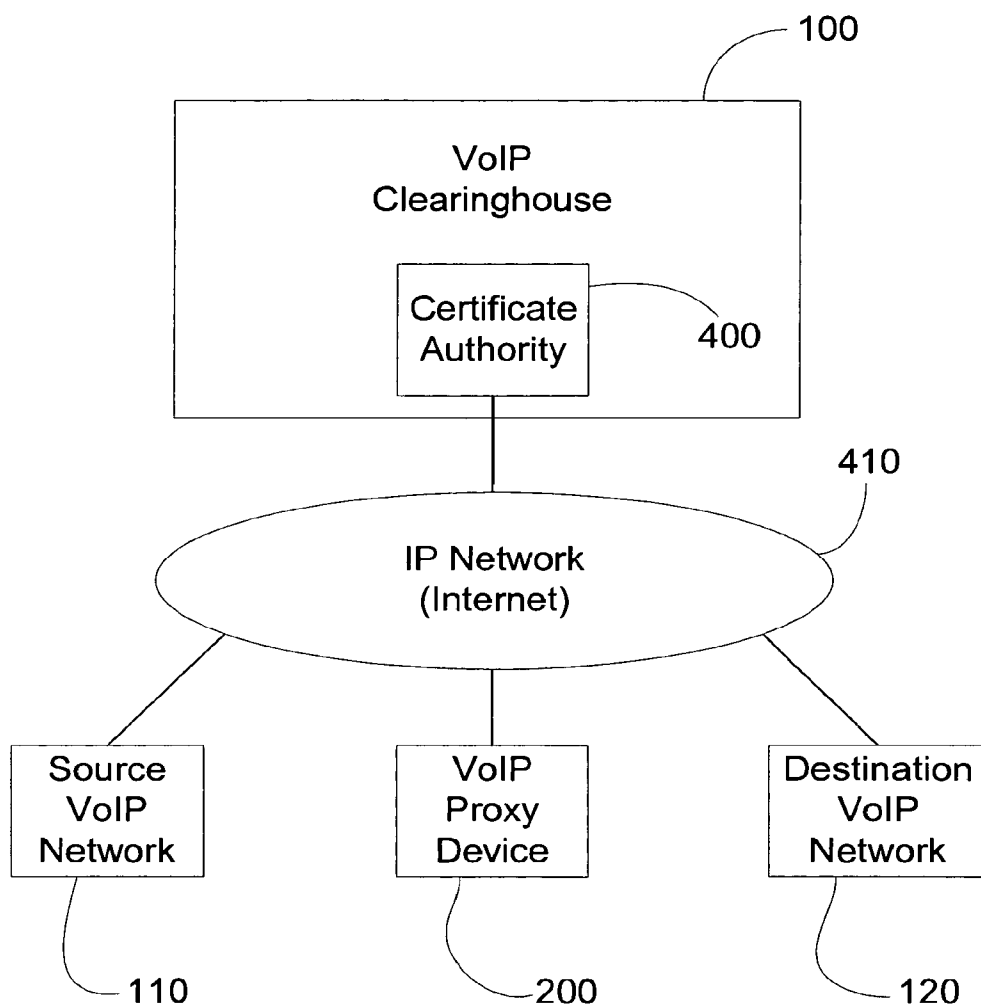 100
VoIP
Clearinghouse
Certificate
Authority
400
410
IP Network
(Internet)
Source
VoIP
Network
VoIP
Proxy
Device
Destination
VoIP
Network
110
200
120